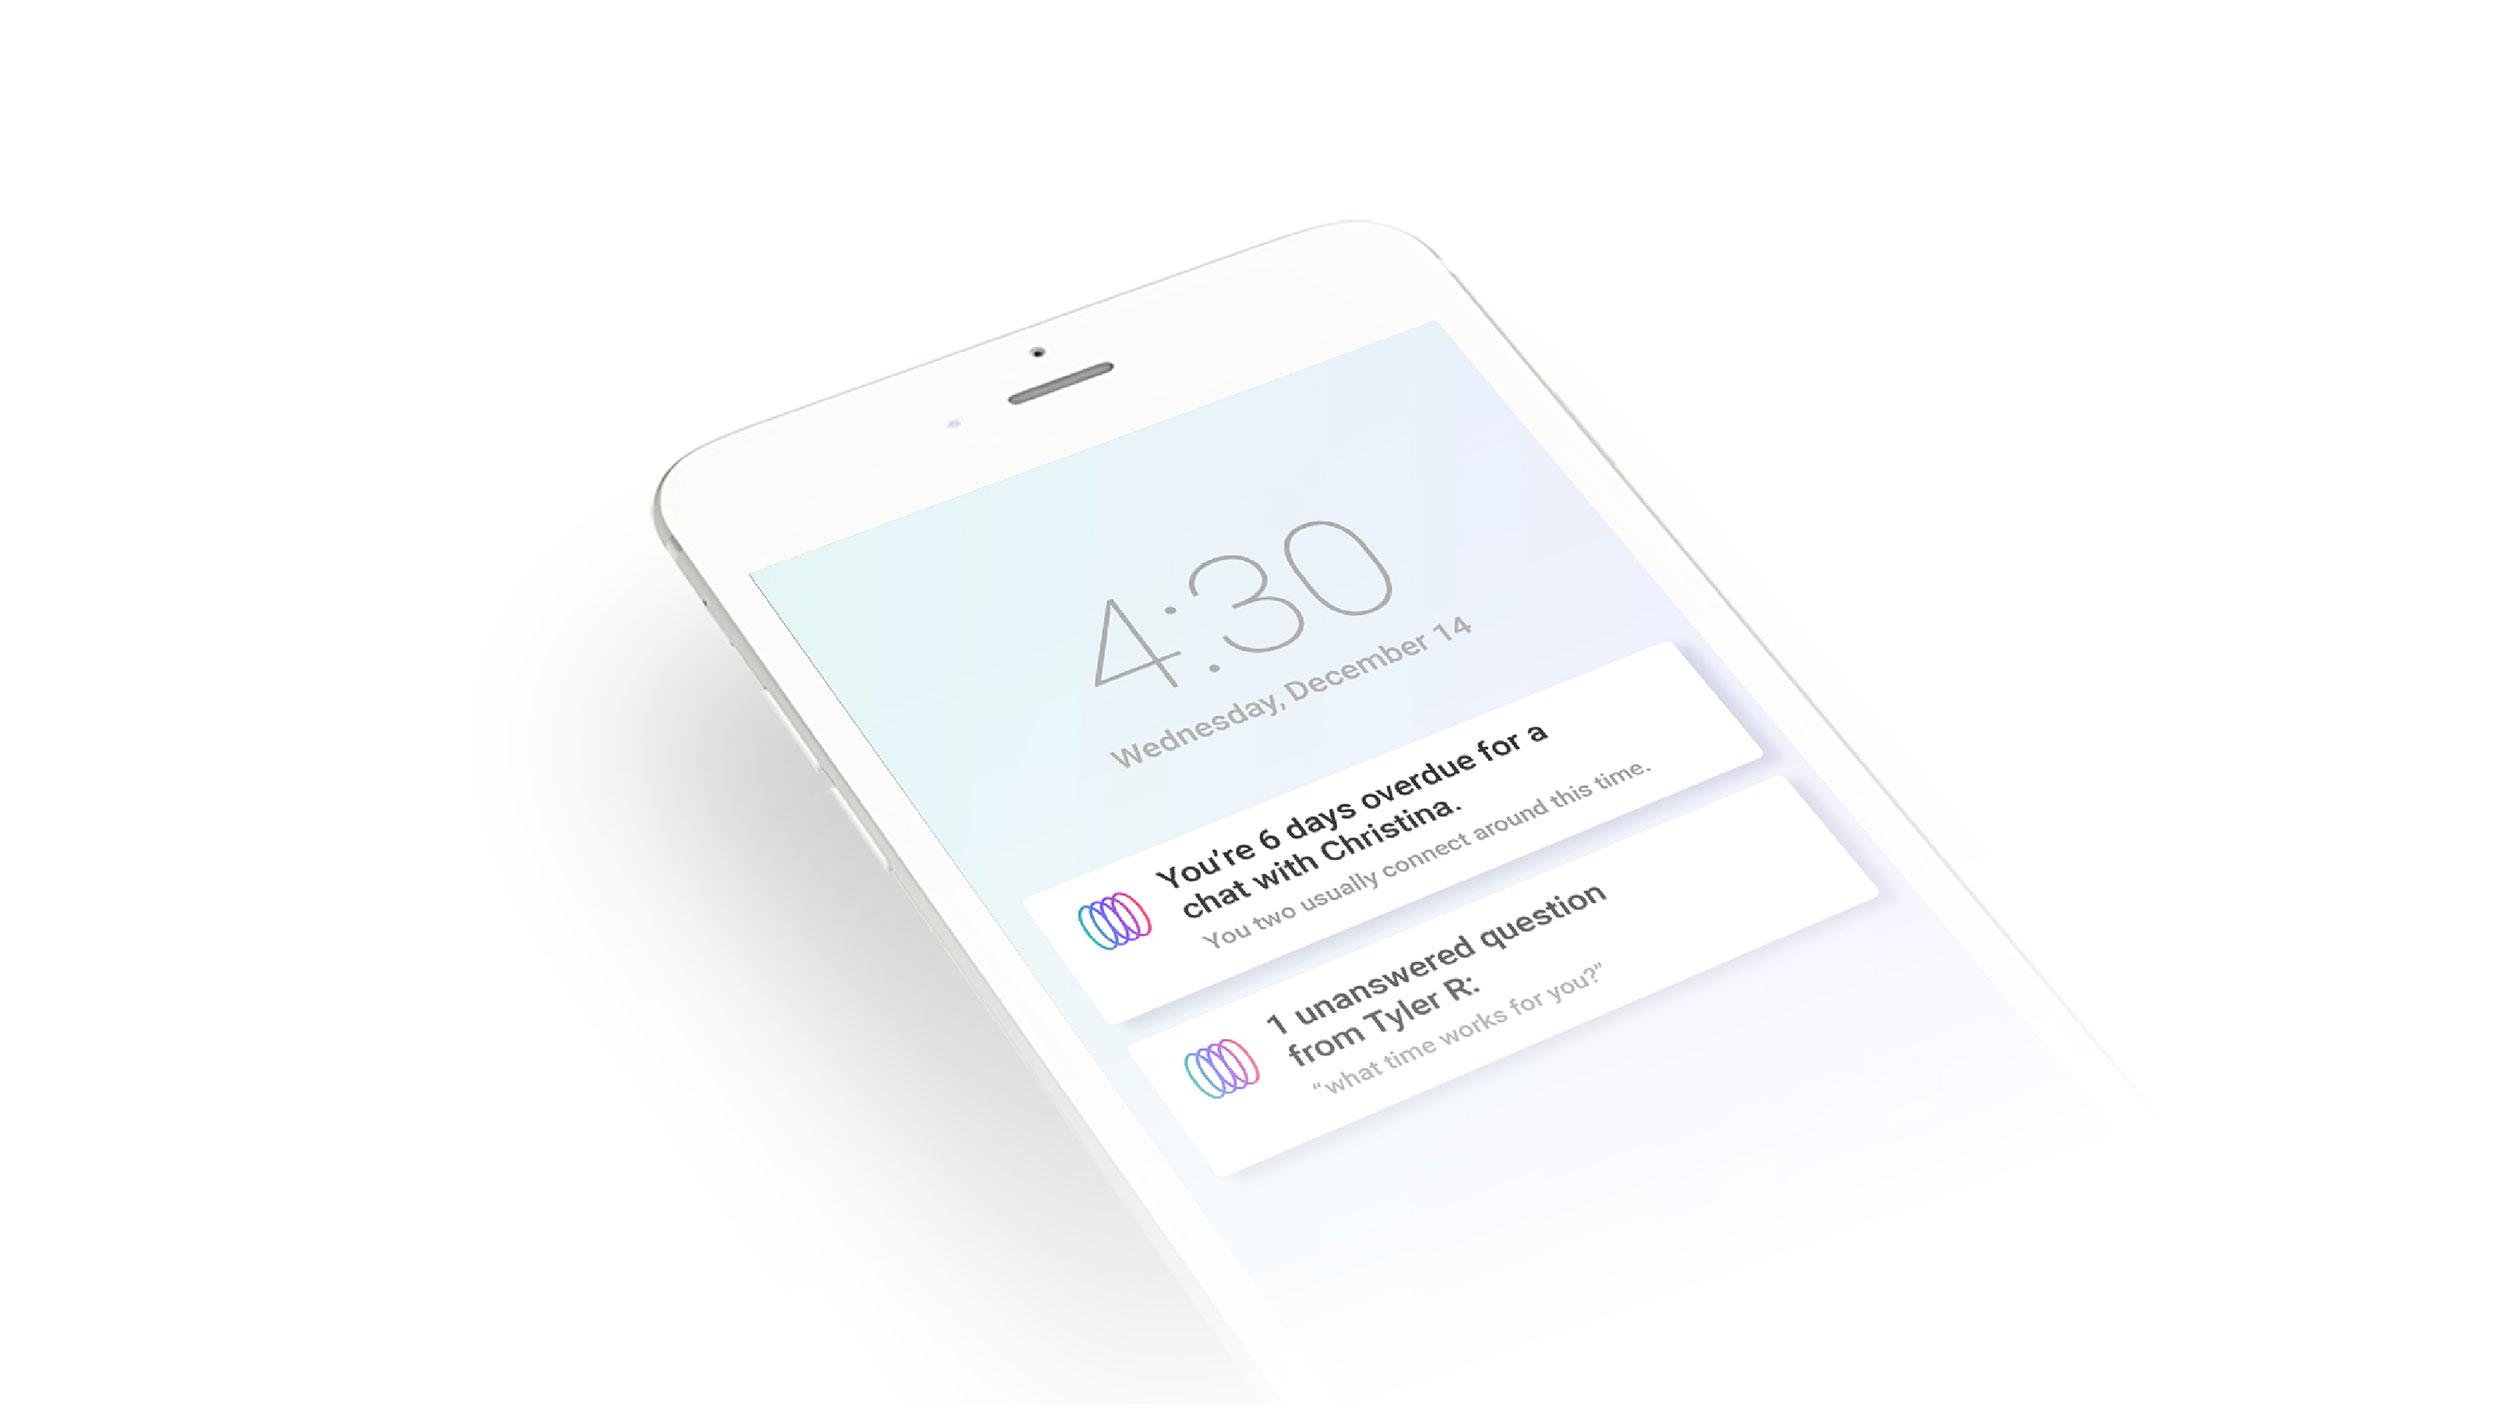 4:30
Wednesday, December 14
You're 6 days overdue for a
chat with Christina.
You two usually connect around this time.
1 unanswered question
from Tyler R:
“what time works for you?”